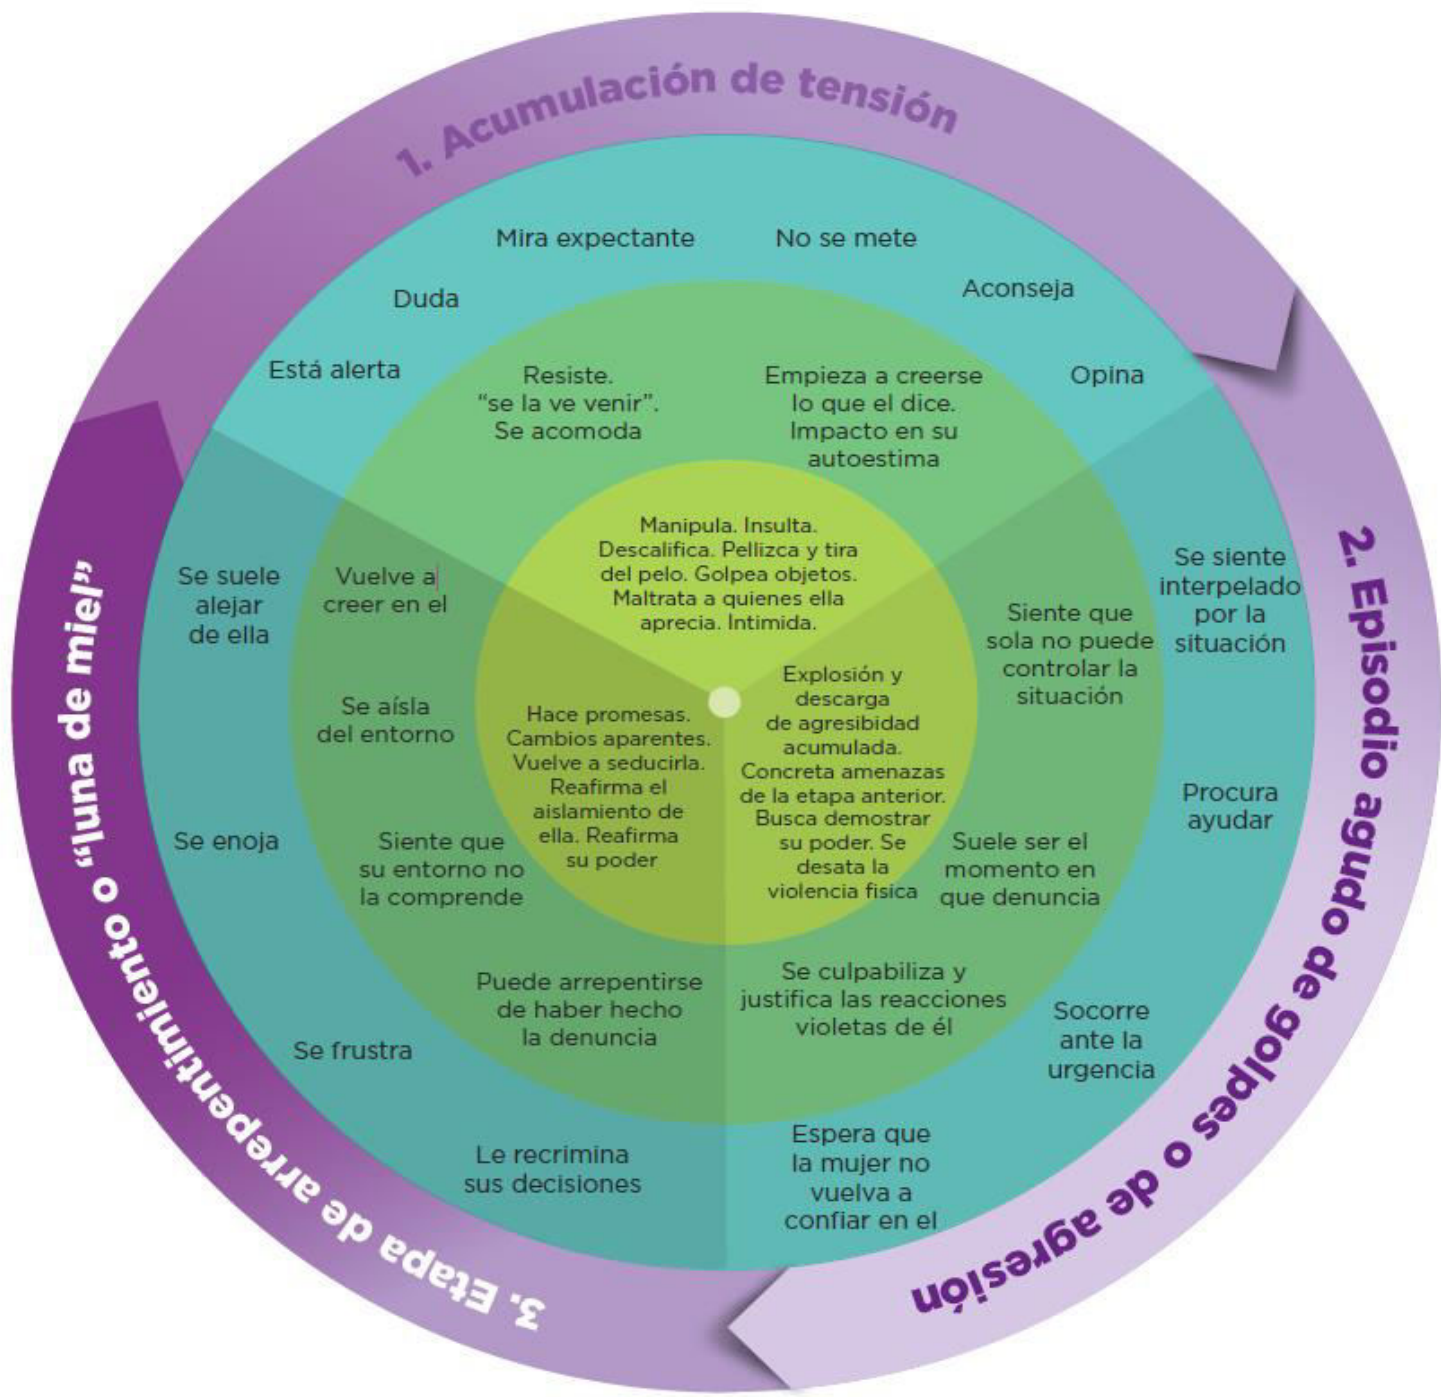 1. Acumulación de tensión
Mira expectante
No se mete
Duda
Aconseja
Está alerta
Opina
Resiste.
“se la ve venir”.
Se acomoda
Empieza a creerse
lo que el dice.
Impacto en su
autoestima
Manipula. Insulta.
Descalifica. Pellizca y tira
del pelo. Golpea objetos.
Maltrata a quienes ella
aprecia. Intimida.
2. Episodio agudo de golpes o de agresión
Se siente
interpelado
por la
situación
Procura
ayudar
Socorre
ante la
urgencia
Espera que
la mujer no
vuelva a
confiar en el
Siente que
sola no puede
controlar la
situación
Suele ser el
momento en
que denuncia
Se culpabiliza y
justifica las reacciones
violetas de él
Explosión y
descarga
de agresibidad
acumulada.
Concreta amenazas
de la etapa anterior.
Busca demostrar
su poder. Se
desata la
violencia fisica
3. Etapa de arrepentimiento o “luna de miel”
Se suele
alejar
de ella
Se enoja
Se frustra
Le recrimina
sus decisiones
Vuelve a
creer en el
Se aísla
del entorno
Siente que
su entorno no
la comprende
Puede arrepentirse
de haber hecho
la denuncia
Hace promesas.
Cambios aparentes.
Vuelve a seducirla.
Reafirma el
aislamiento de
ella. Reafirma
su poder